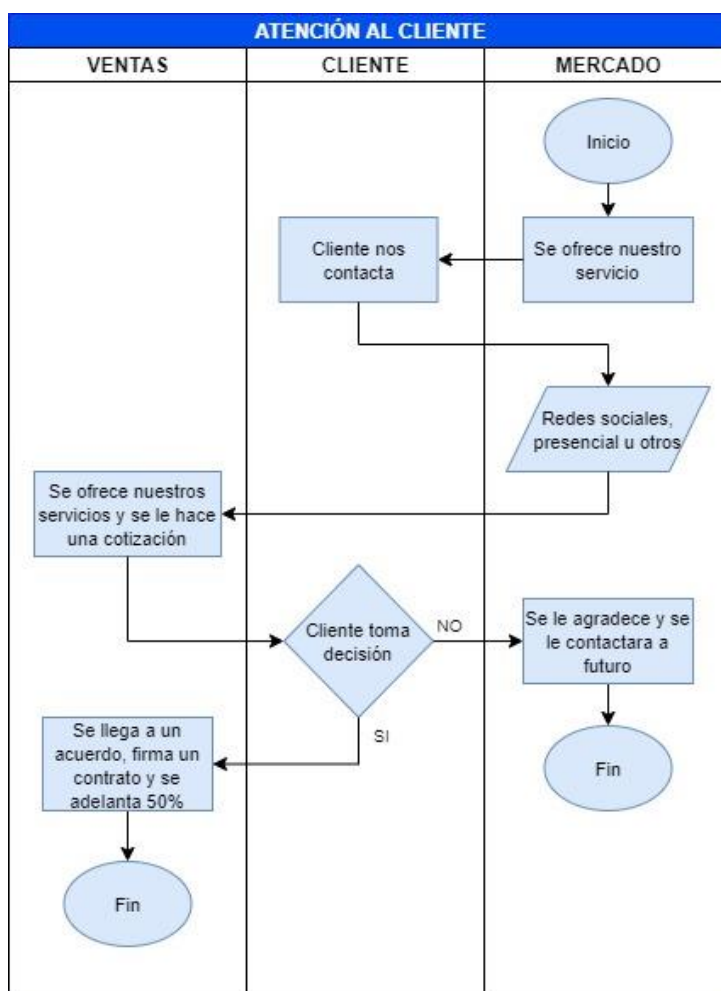 ATENCIÓN AL CLIENTE
VENTAS
CLIENTE
MERCADO
Inicio
Se ofrece nuestro
servicio
Cliente nos
contacta
Redes sociales,
presencial u otros
Se ofrece nuestros
servicios y se le hace
una cotización
Cliente toma
decisión
NO
Se le agradece y se
le contactara a
futuro
SI
Se llega a un
acuerdo, firma un
contrato y se
adelanta 50%
Fin
Fin